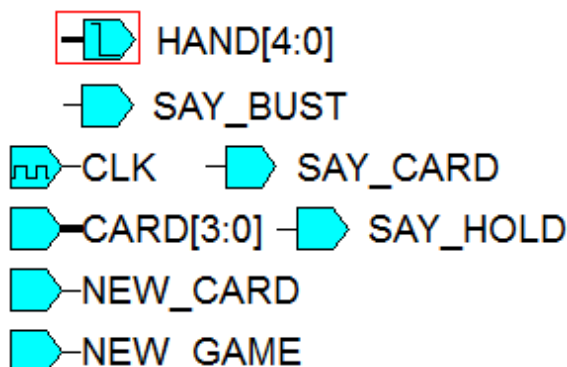 HAND[4:0]
SAY_BUST
CLK SAY_CARD
CARD[3:0] SAY_HOLD
NEW_CARD
NEW_GAME